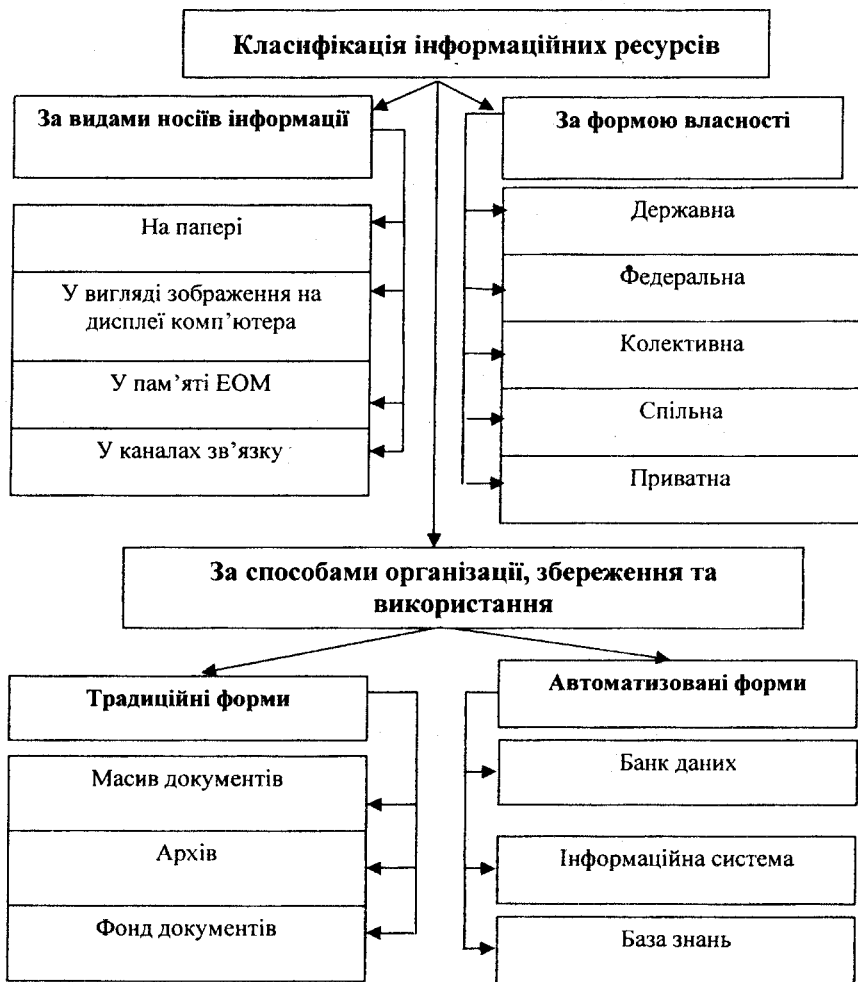 Класифікація інформаційних ресурсів
За видами носіїв інформації
На папері
У вигляді зображення на
дисплеї комп’ютера
У пам’яті ЕОМ
У каналах зв’язку
За формою власності
Державна
Федеральна
Колективна
Спільна
Приватна
За способами організації, збереження та
використання
Традиційні форми
Масив документів
Архів
Фонд документів
Автоматизовані форми
Банк даних
Інформаційна система
База знань